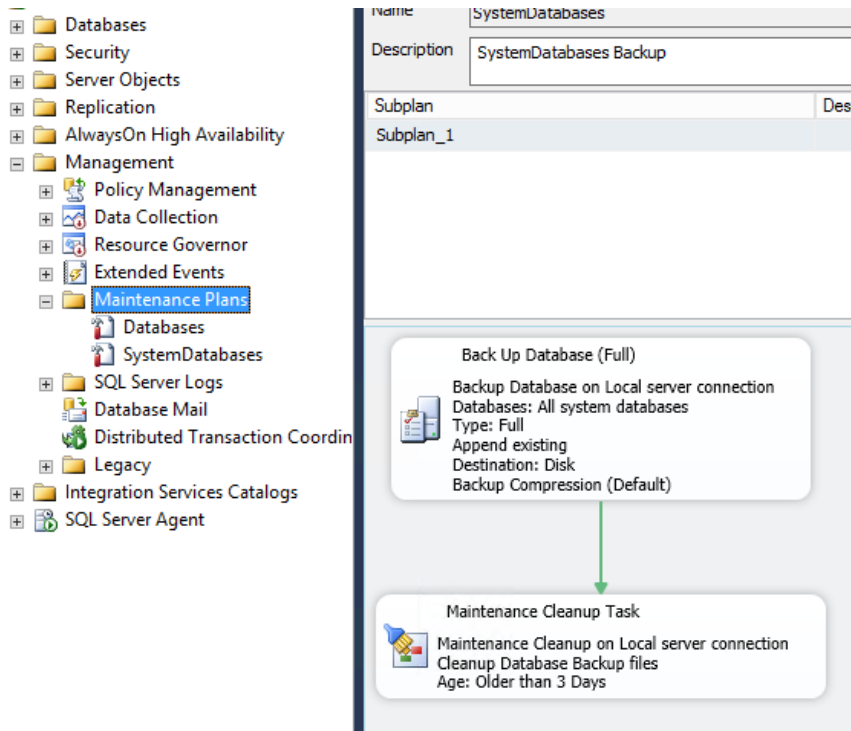 Databases
Security
Server Objects
Replication
AlwaysOn High Availability
Management
Policy Management
Data Collection
Resource Governor
Extended Events
Maintenance Plans
Databases
SystemDatabases
SQL Server Logs
Database Mail
Distributed Transaction Coordin
Legacy
Integration Services Catalogs
SQL Server Agent
Name SystemDatabases
Description SystemDatabases Backup
Subplan Des
Subplan_1
Back Up Database (Full)
Backup Database on Local server connection
Databases: All system databases
Type: Full
Append existing
Destination: Disk
Backup Compression (Default)
Maintenance Cleanup Task
Maintenance Cleanup on Local server connection
Cleanup Database Backup files
Age: Older than 3 Days